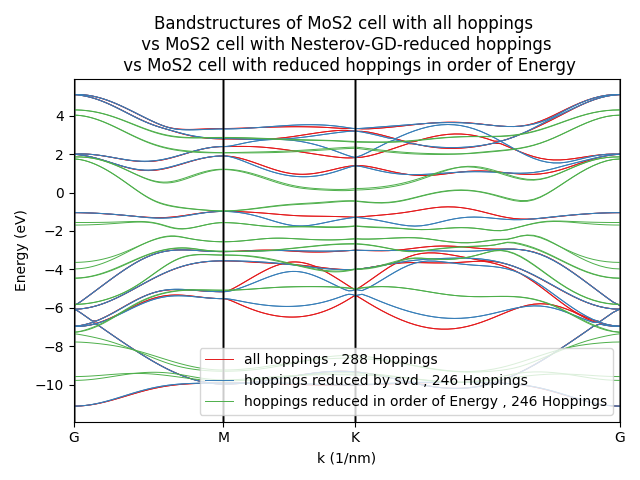 Bandstructures of MoS2 cell with all hoppings
vs MoS2 cell with Nesterov-GD-reduced hoppings
vs MoS2 cell with reduced hoppings in order of Energy
Energy (eV)
4
2
0
−2
−4
−6
−8
−10
all hoppings , 288 Hoppings
hoppings reduced by svd , 246 Hoppings
hoppings reduced in order of Energy , 246 Hoppings
G
M
K
G
k (1/nm)